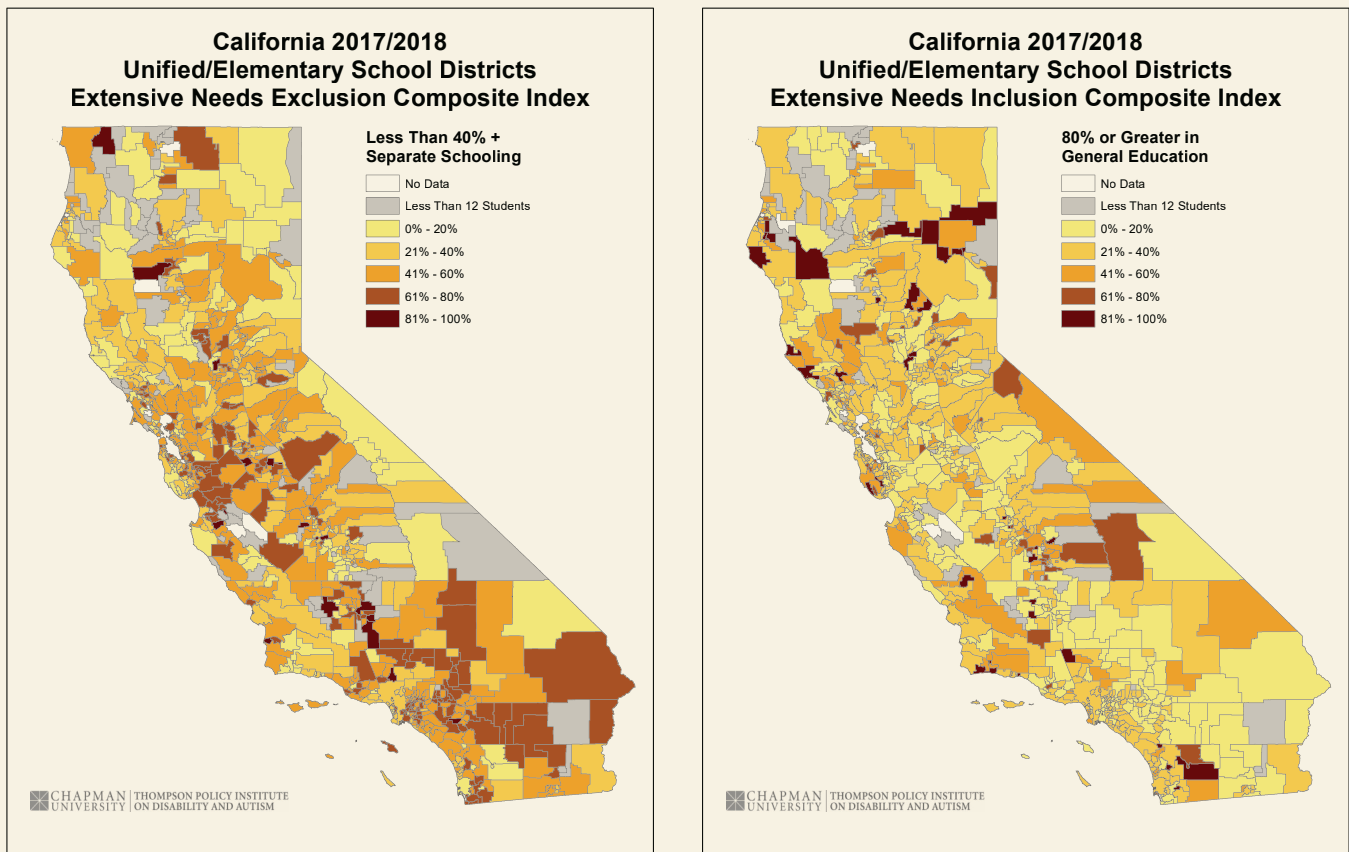 California 2017/2018
Unified/Elementary School Districts
Extensive Needs Exclusion Composite Index
Less Than 40% +
Separate Schooling
No Data
Less Than 12 Students
0% - 20%
21% - 40%
41% - 60%
61% - 80%
81% - 100%
CHAPMAN
UNIVERSITY
THOMPSON POLICY INSTITUTE
ON DISABILITY AND AUTISM
California 2017/2018
Unified/Elementary School Districts
Extensive Needs Inclusion Composite Index
80% or Greater in
General Education
No Data
Less Than 12 Students
0% - 20%
21% - 40%
41% - 60%
61% - 80%
81% - 100%
CHAPMAN
UNIVERSITY
THOMPSON POLICY INSTITUTE
ON DISABILITY AND AUTISM